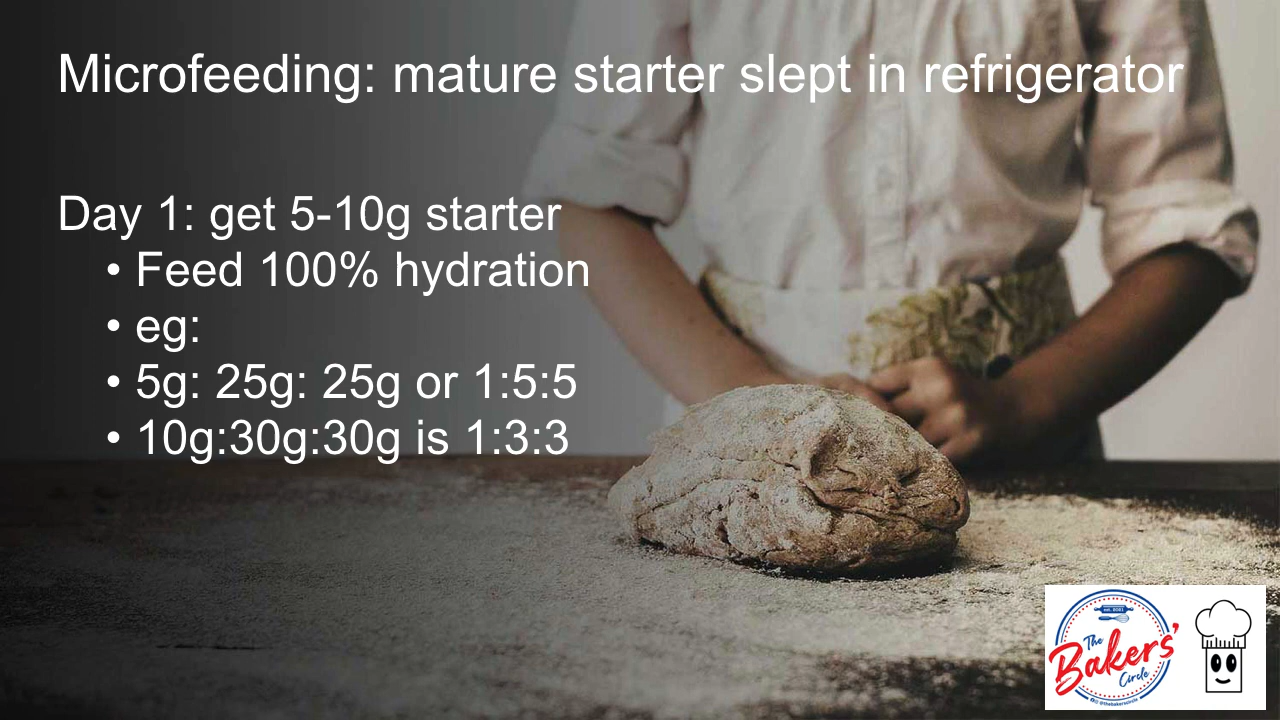 Microfeeding: mature starter slept in refrigerator
Day 1: get 5-10g starter
• Feed 100% hydration
• eg:
• 5g: 25g: 25g or 1:5:5
• 10g:30g:30g is 1:3:3
The
Bakers'
Circle